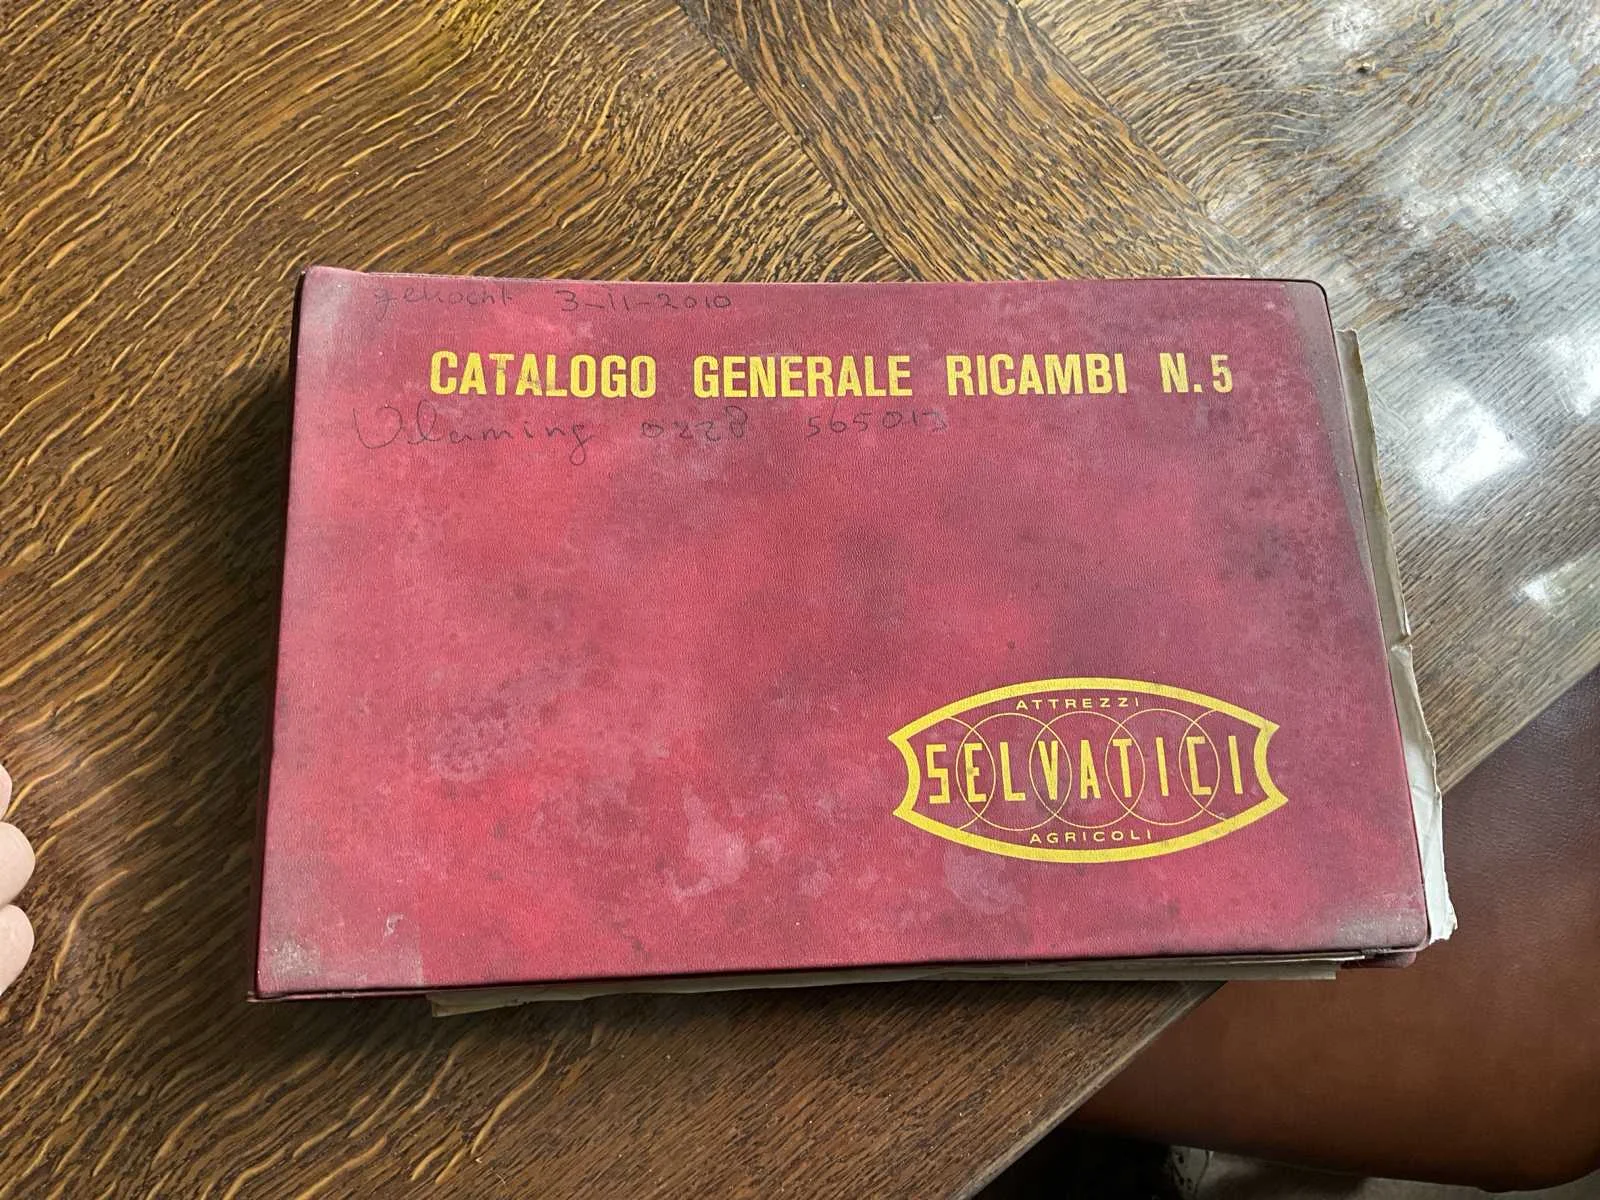 gekocht 3-11-2010
CATALOGO GENERALE RICAMBI N.5
Vlaming 0228 565013
ATTREZZI
SELVATICI
AGRICOLI